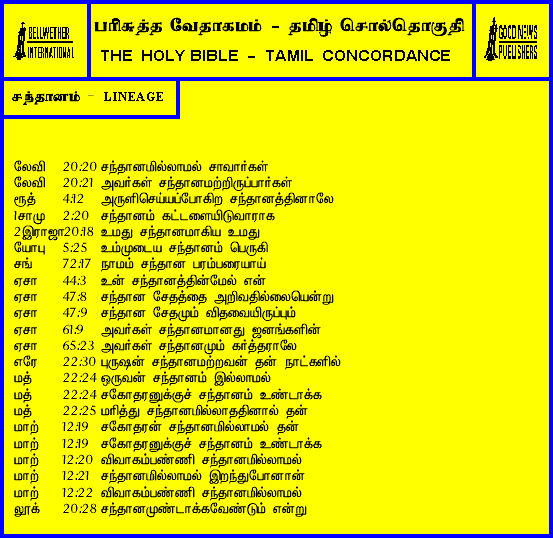 BELLWETHER
INTERNATIONAL
பரிசுத்த வேதாகமம் - தமிழ் சொல்தொகுதி
THE HOLY BIBLE - TAMIL CONCORDANCE
GOOD NEWS
PUBLISHERS
சந்தானம் - LINEAGE
லேவி 20:20 சந்தானமில்லாமல் சாவார்கள்
லேவி 20:21 அவர்கள் சந்தானமற்றிருப்பார்கள்
ரூத் 4:12 அருளிசெய்யப்போகிற சந்தானத்தினாலே
1சாமு 2:20 சந்தானம் கட்டளையிடுவாராக
2இராஜா20:18 உமது சந்தானமாகிய உமது
யோபு 5:25 உம்முடைய சந்தானம் பெருகி
சங் 72:17 நாமம் சந்தான பரம்பரையாய்
ஏசா 44:3 உன் சந்தானத்தின்மேல் என்
ஏசா 47:8 சந்தான சேதத்தை அறிவதில்லையென்று
ஏசா 47:9 சந்தான சேதமும் விதவையிருப்பும்
ஏசா 61:9 அவர்கள் சந்தானமானது ஜனங்களின்
ஏசா 65:23 அவர்கள் சந்தானமும் கர்த்தராலே
எரே 22:30 புருஷன் சந்தானமற்றவன் தன் நாட்களில்
மத் 22:24 ஒருவன் சந்தானம் இல்லாமல்
மத் 22:24 சகோதரனுக்குச் சந்தானம் உண்டாக்க
மத் 22:25 மரித்து சந்தானமில்லாததினால் தன்
மாற் 12:19 சகோதரன் சந்தானமில்லாமல் தன்
மாற் 12:19 சகோதரனுக்குச் சந்தானம் உண்டாக்க
மாற் 12:20 விவாகம்பண்ணி சந்தானமில்லாமல்
மாற் 12:21 சந்தானமில்லாமல் இறந்துபோனான்
மாற் 12:22 விவாகம்பண்ணி சந்தானமில்லாமல்
லூக் 20:28 சந்தானமுண்டாக்கவேண்டும் என்று